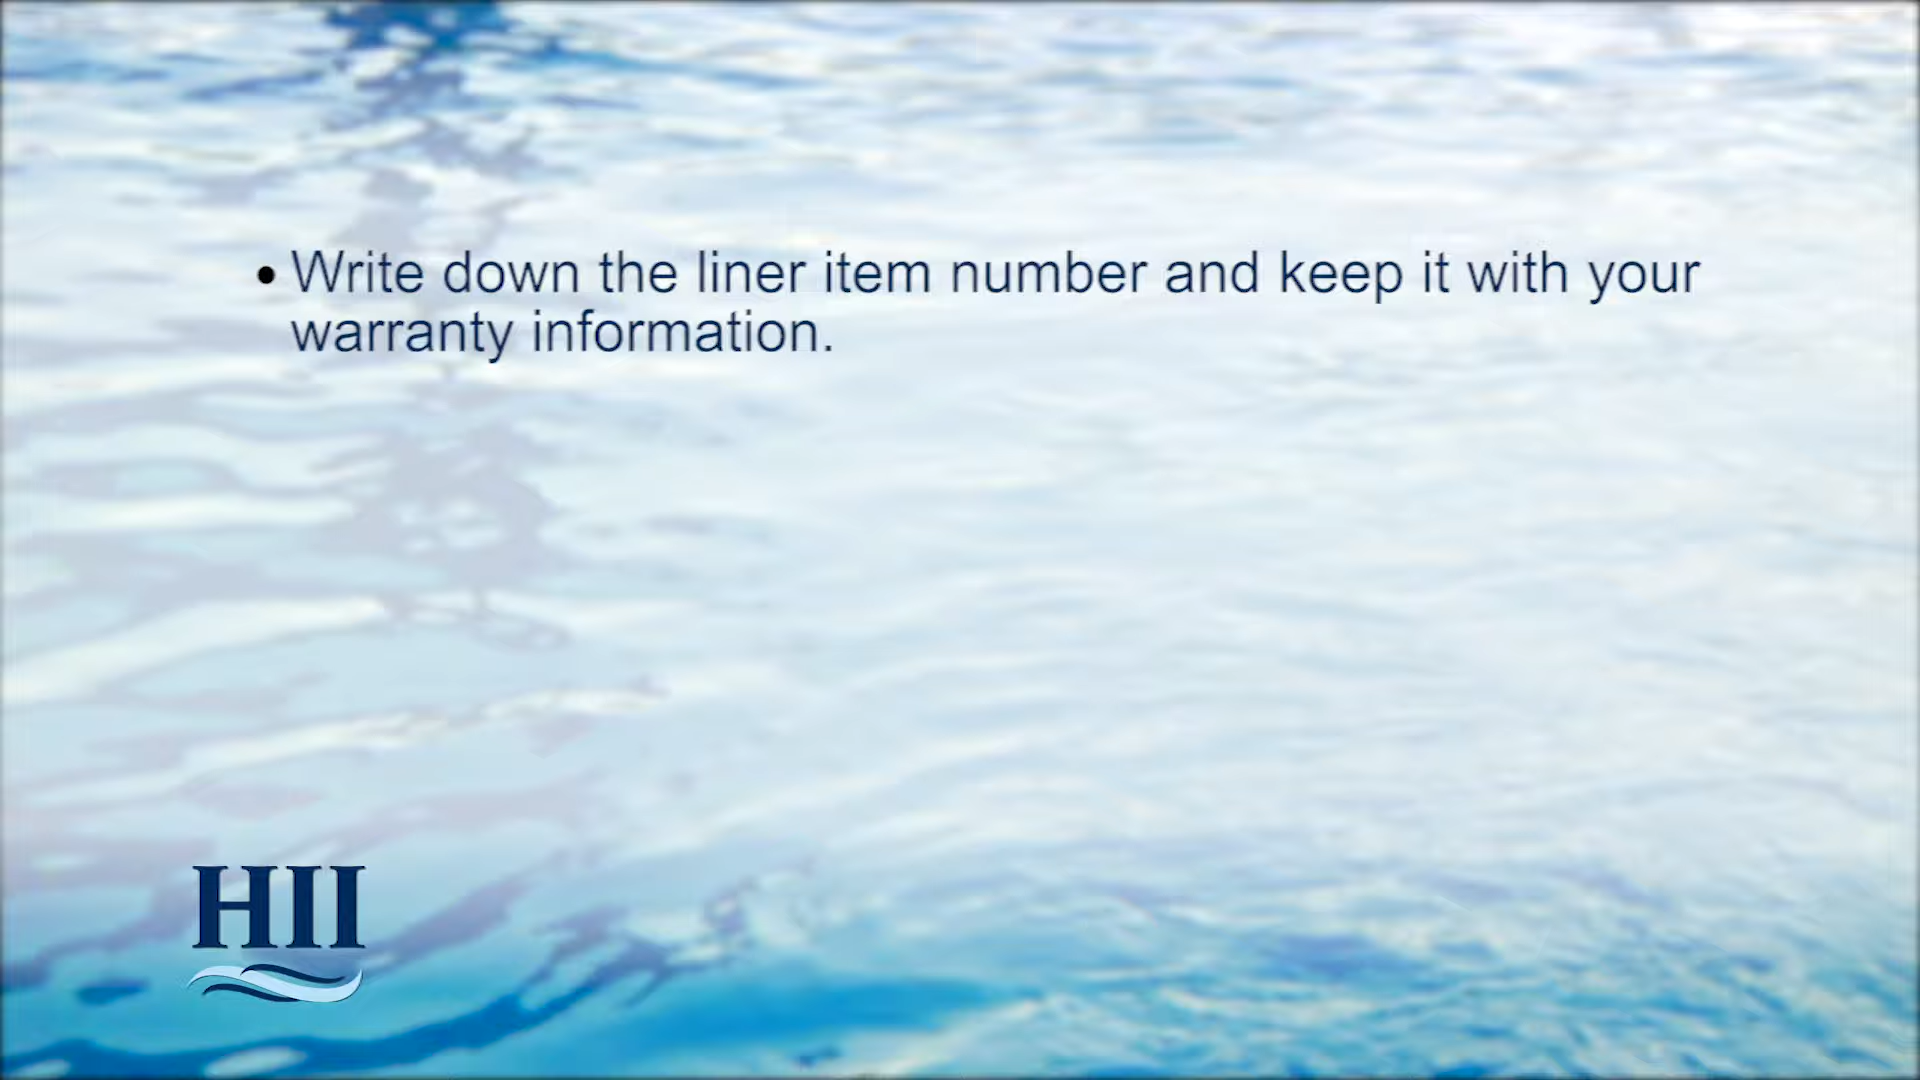 • Write down the liner item number and keep it with your
warranty information.
HII